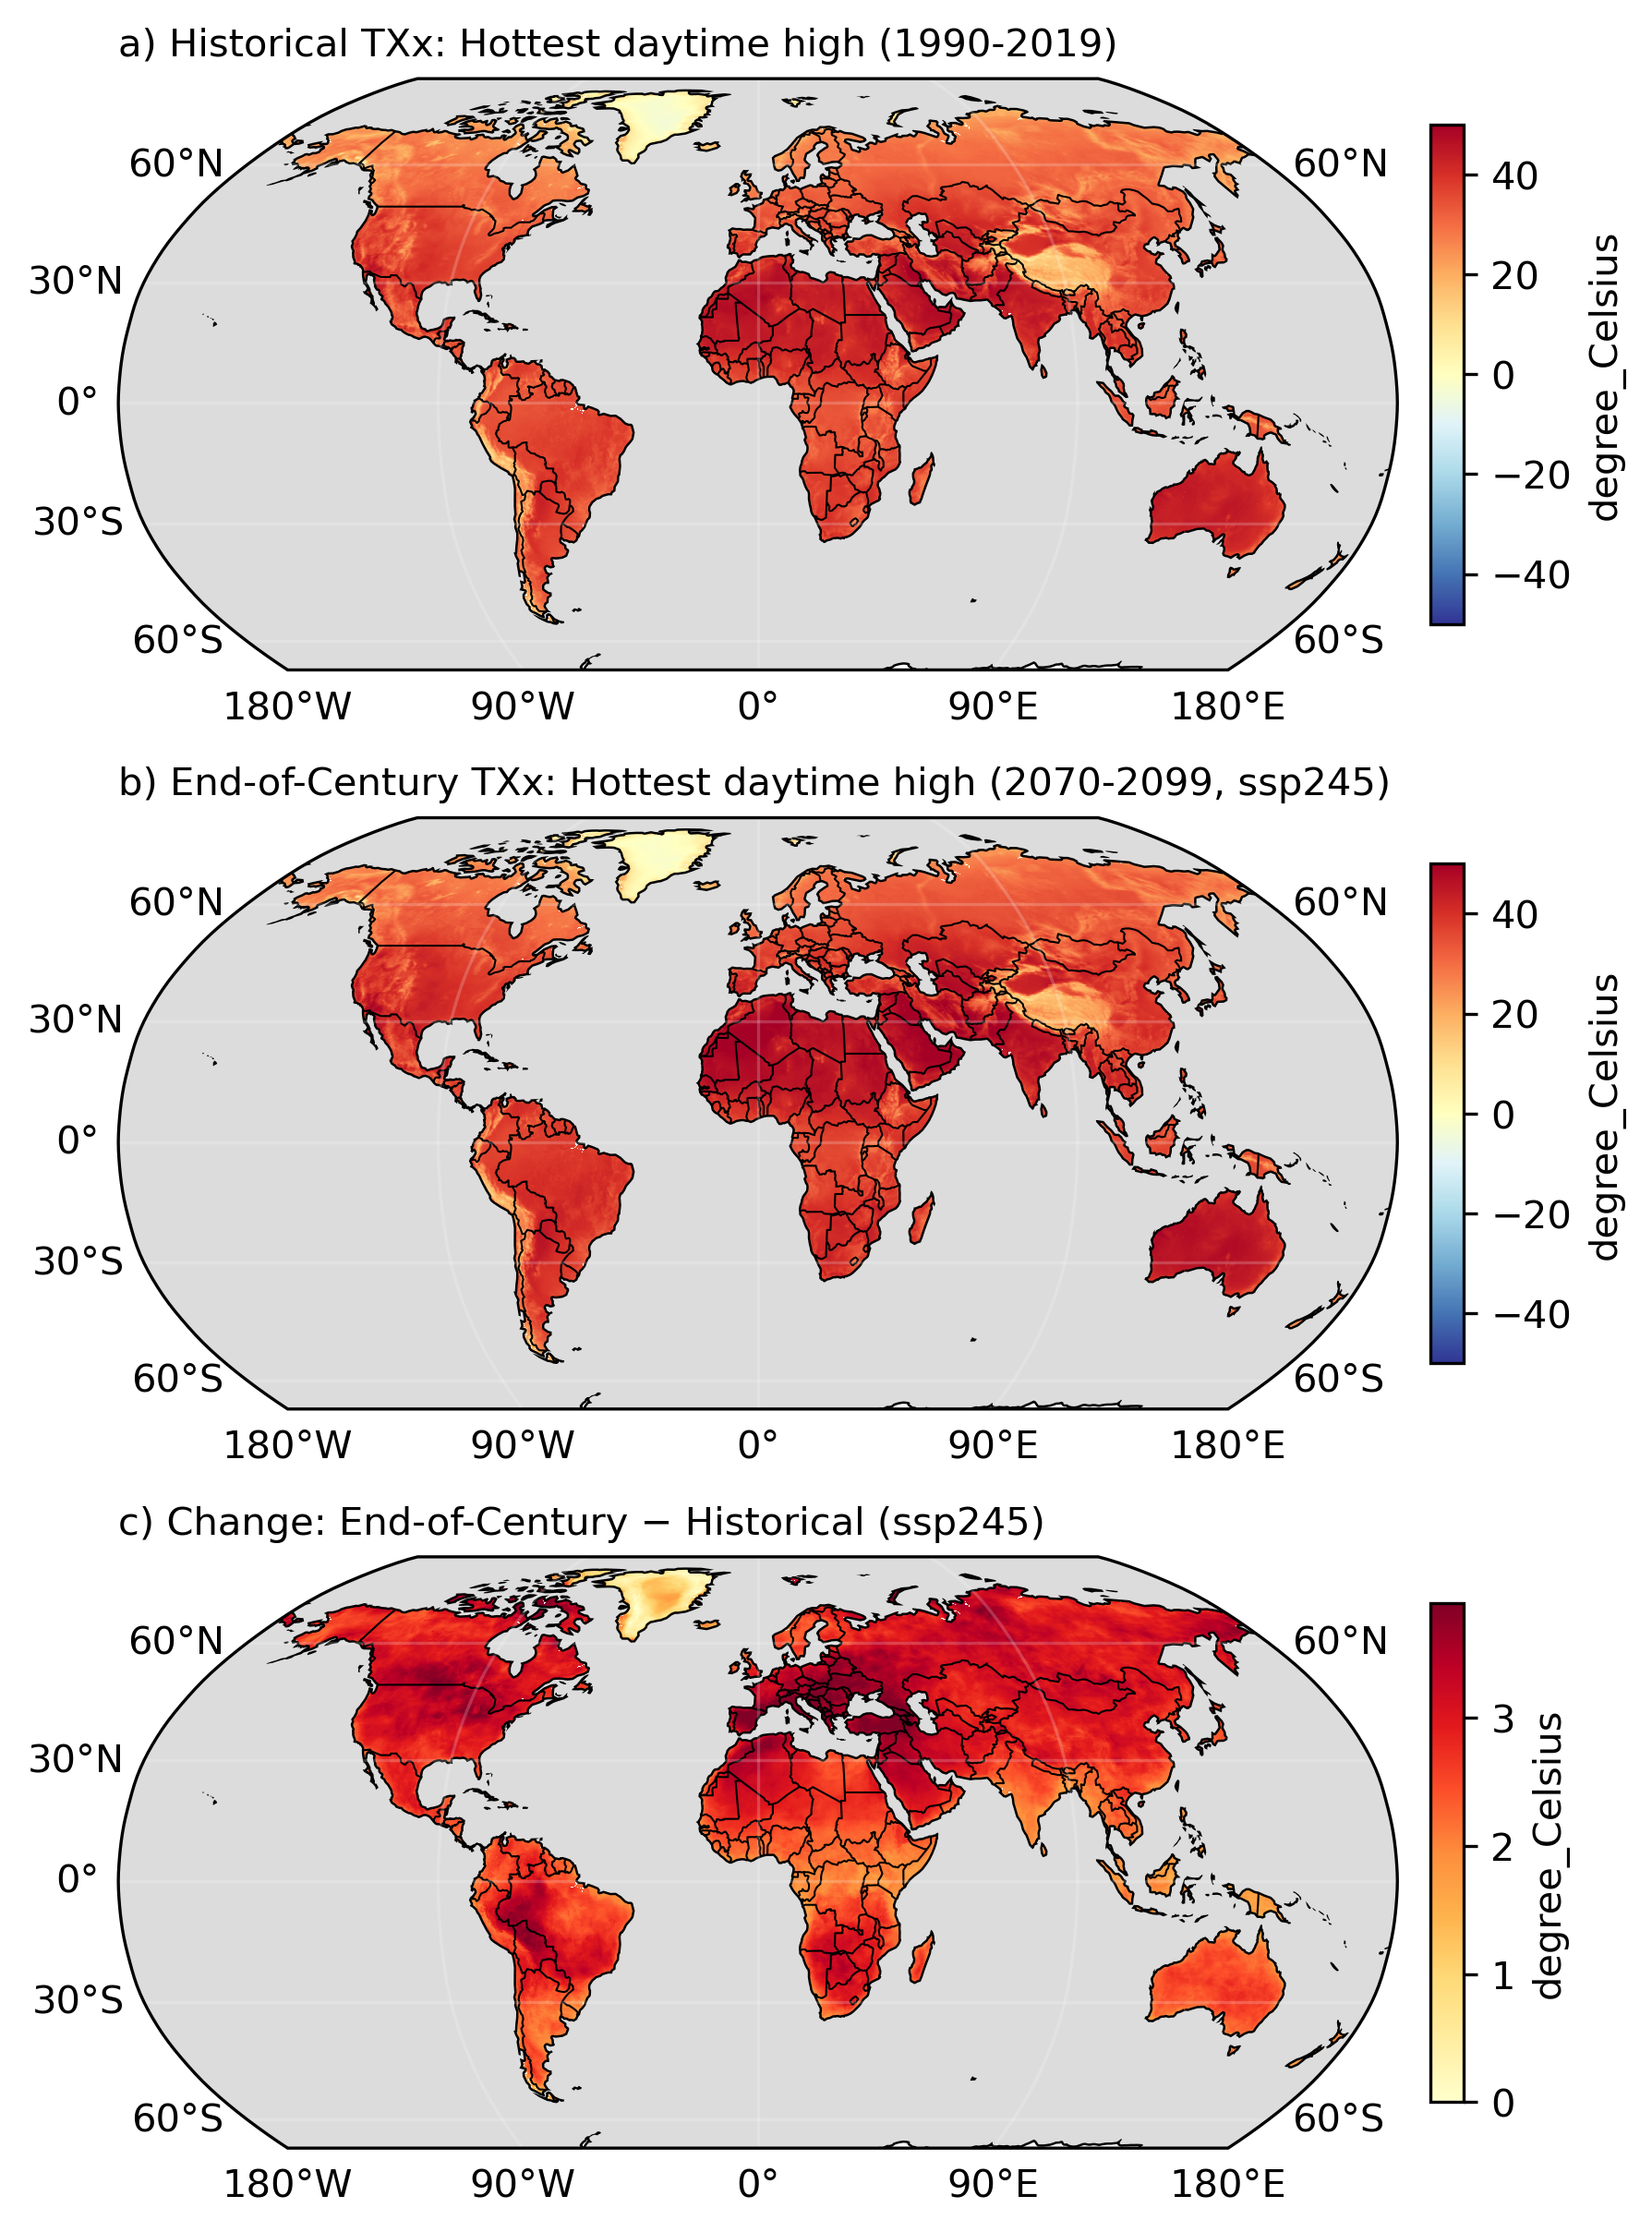 a) Historical TXx: Hottest daytime high (1990-2019)
60°N
60°N
30°N
0°
30°S
60°S
60°S
180°W 90°W 0° 90°E 180°E
40
20
0
−20
−40
degree_Celsius
b) End-of-Century TXx: Hottest daytime high (2070-2099, ssp245)
60°N
60°N
30°N
0°
30°S
60°S
60°S
180°W 90°W 0° 90°E 180°E
40
20
0
−20
−40
degree_Celsius
c) Change: End-of-Century − Historical (ssp245)
60°N
60°N
30°N
0°
30°S
60°S
60°S
180°W 90°W 0° 90°E 180°E
3
2
1
0
degree_Celsius